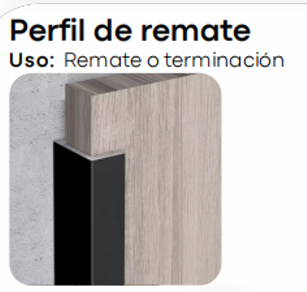 Perfil de remate
Uso: Remate o terminación